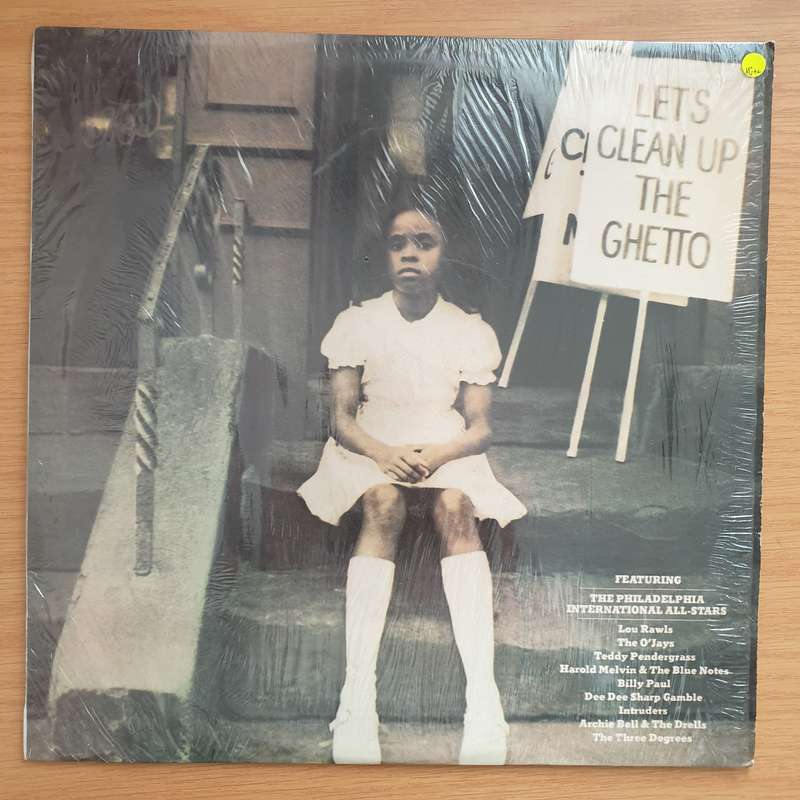 LETS
CLEAN UP
THE
GHETTO
FEATURING
THE PHILADELPHIA
INTERNATIONAL ALL-STARS
Lou Rawls
The O'Jays
Teddy Pendergrass
Harold Melvin & The Blue Notes
Billy Paul
Dee Dee Sharp Gamble
Intruders
Archie Bell & The Drells
The Three Degrees